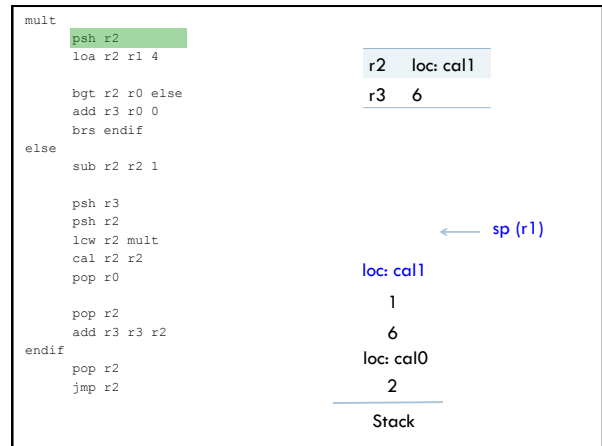 mult
psh r2
loa r2 r1 4
bgt r2 r0 else
add r3 r0 0
brs endif
else
sub r2 r2 1
psh r3
psh r2
lcw r2 mult
cal r2 r2
pop r0
pop r2
add r3 r3 r2
endif
pop r2
jmp r2
r2 loc: cal1
r3 6
sp (r1)
loc: cal1
1
6
loc: cal0
2
Stack